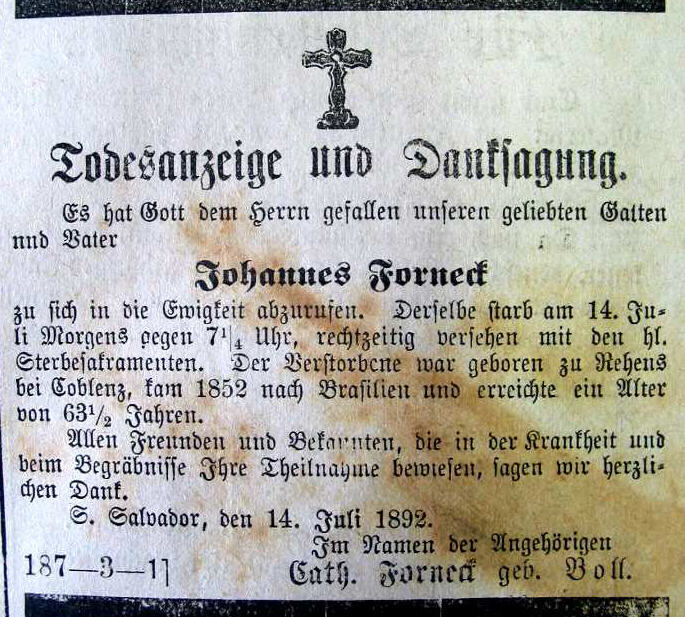 Todesanzeige und Danksagung.
Es hat Gott dem Herrn gefallen unseren geliebten Gatten
und Vater
Johannes Forneck
zu sich in die Ewigkeit abzurufen. Derselbe starb am 14. Ju-
li Morgens gegen 7¹/₄ Uhr, rechtzeitig versehen mit den hl.
Sterbesakramenten. Der Verstorbene war geboren zu Rehens
bei Coblenz, kam 1852 nach Brasilien und erreichte ein Alter
von 63¹/₂ Jahren.
Allen Freunden und Bekannten, die in der Krankheit und
beim Begräbnisse Ihre Theilnahme bewiesen, sagen wir herzli-
chen Dank.
S. Salvador, den 14. Juli 1892.
Im Namen der Angehörigen
187—3—1] Cath. Forneck geb. Boll.